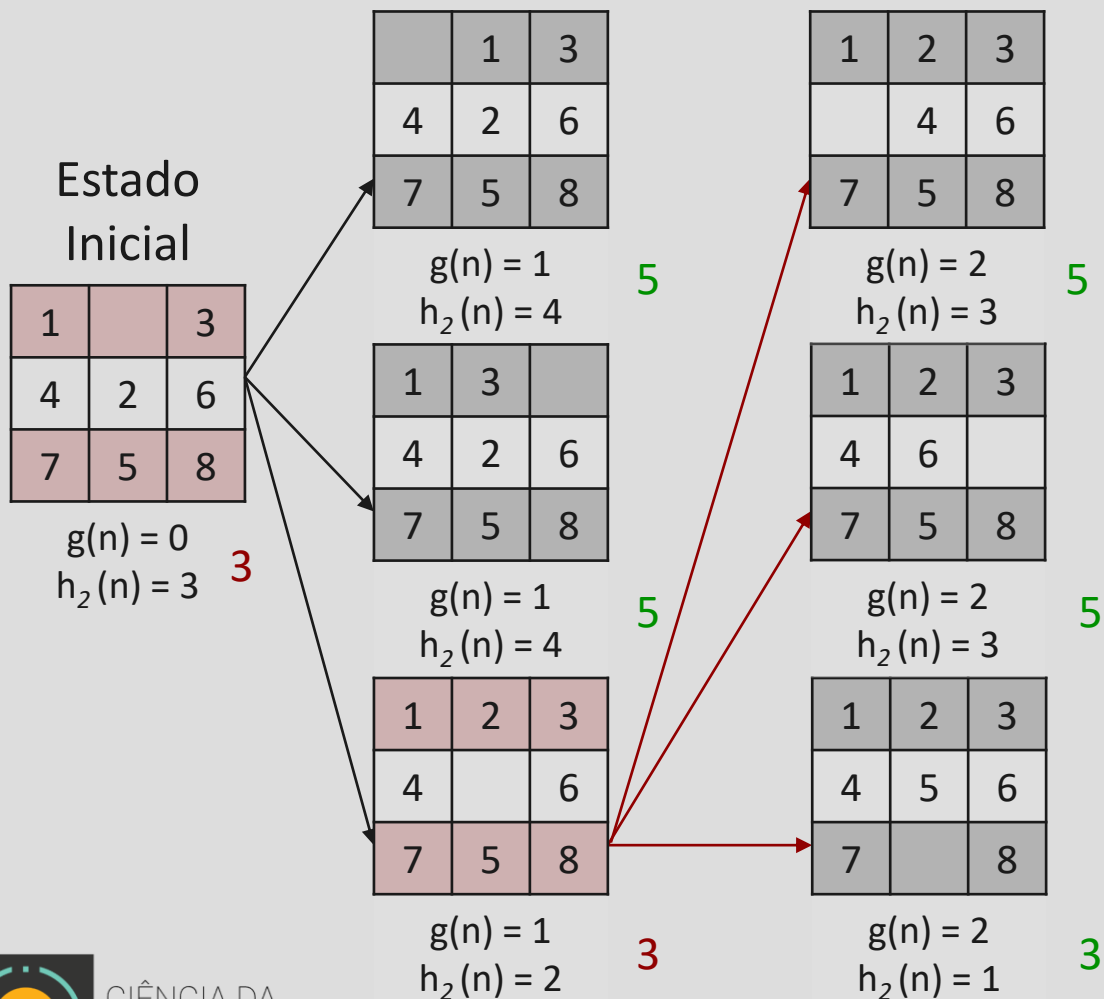 Estado
Inicial
1 3
4 2 6
7 5 8
g(n) = 0
h2(n) = 3
3
1 3
4 2 6
7 5 8
g(n) = 1
h2(n) = 4
5
1 3
4 2 6
7 5 8
g(n) = 1
h2(n) = 4
5
1 2 3
4 6
7 5 8
g(n) = 1
h2(n) = 2
3
1 2 3
4 6
7 5 8
g(n) = 2
h2(n) = 3
5
1 2 3
4 6
7 5 8
g(n) = 2
h2(n) = 3
5
1 2 3
4 5 6
7 8
g(n) = 2
h2(n) = 1
3
CIÊNCIA DA